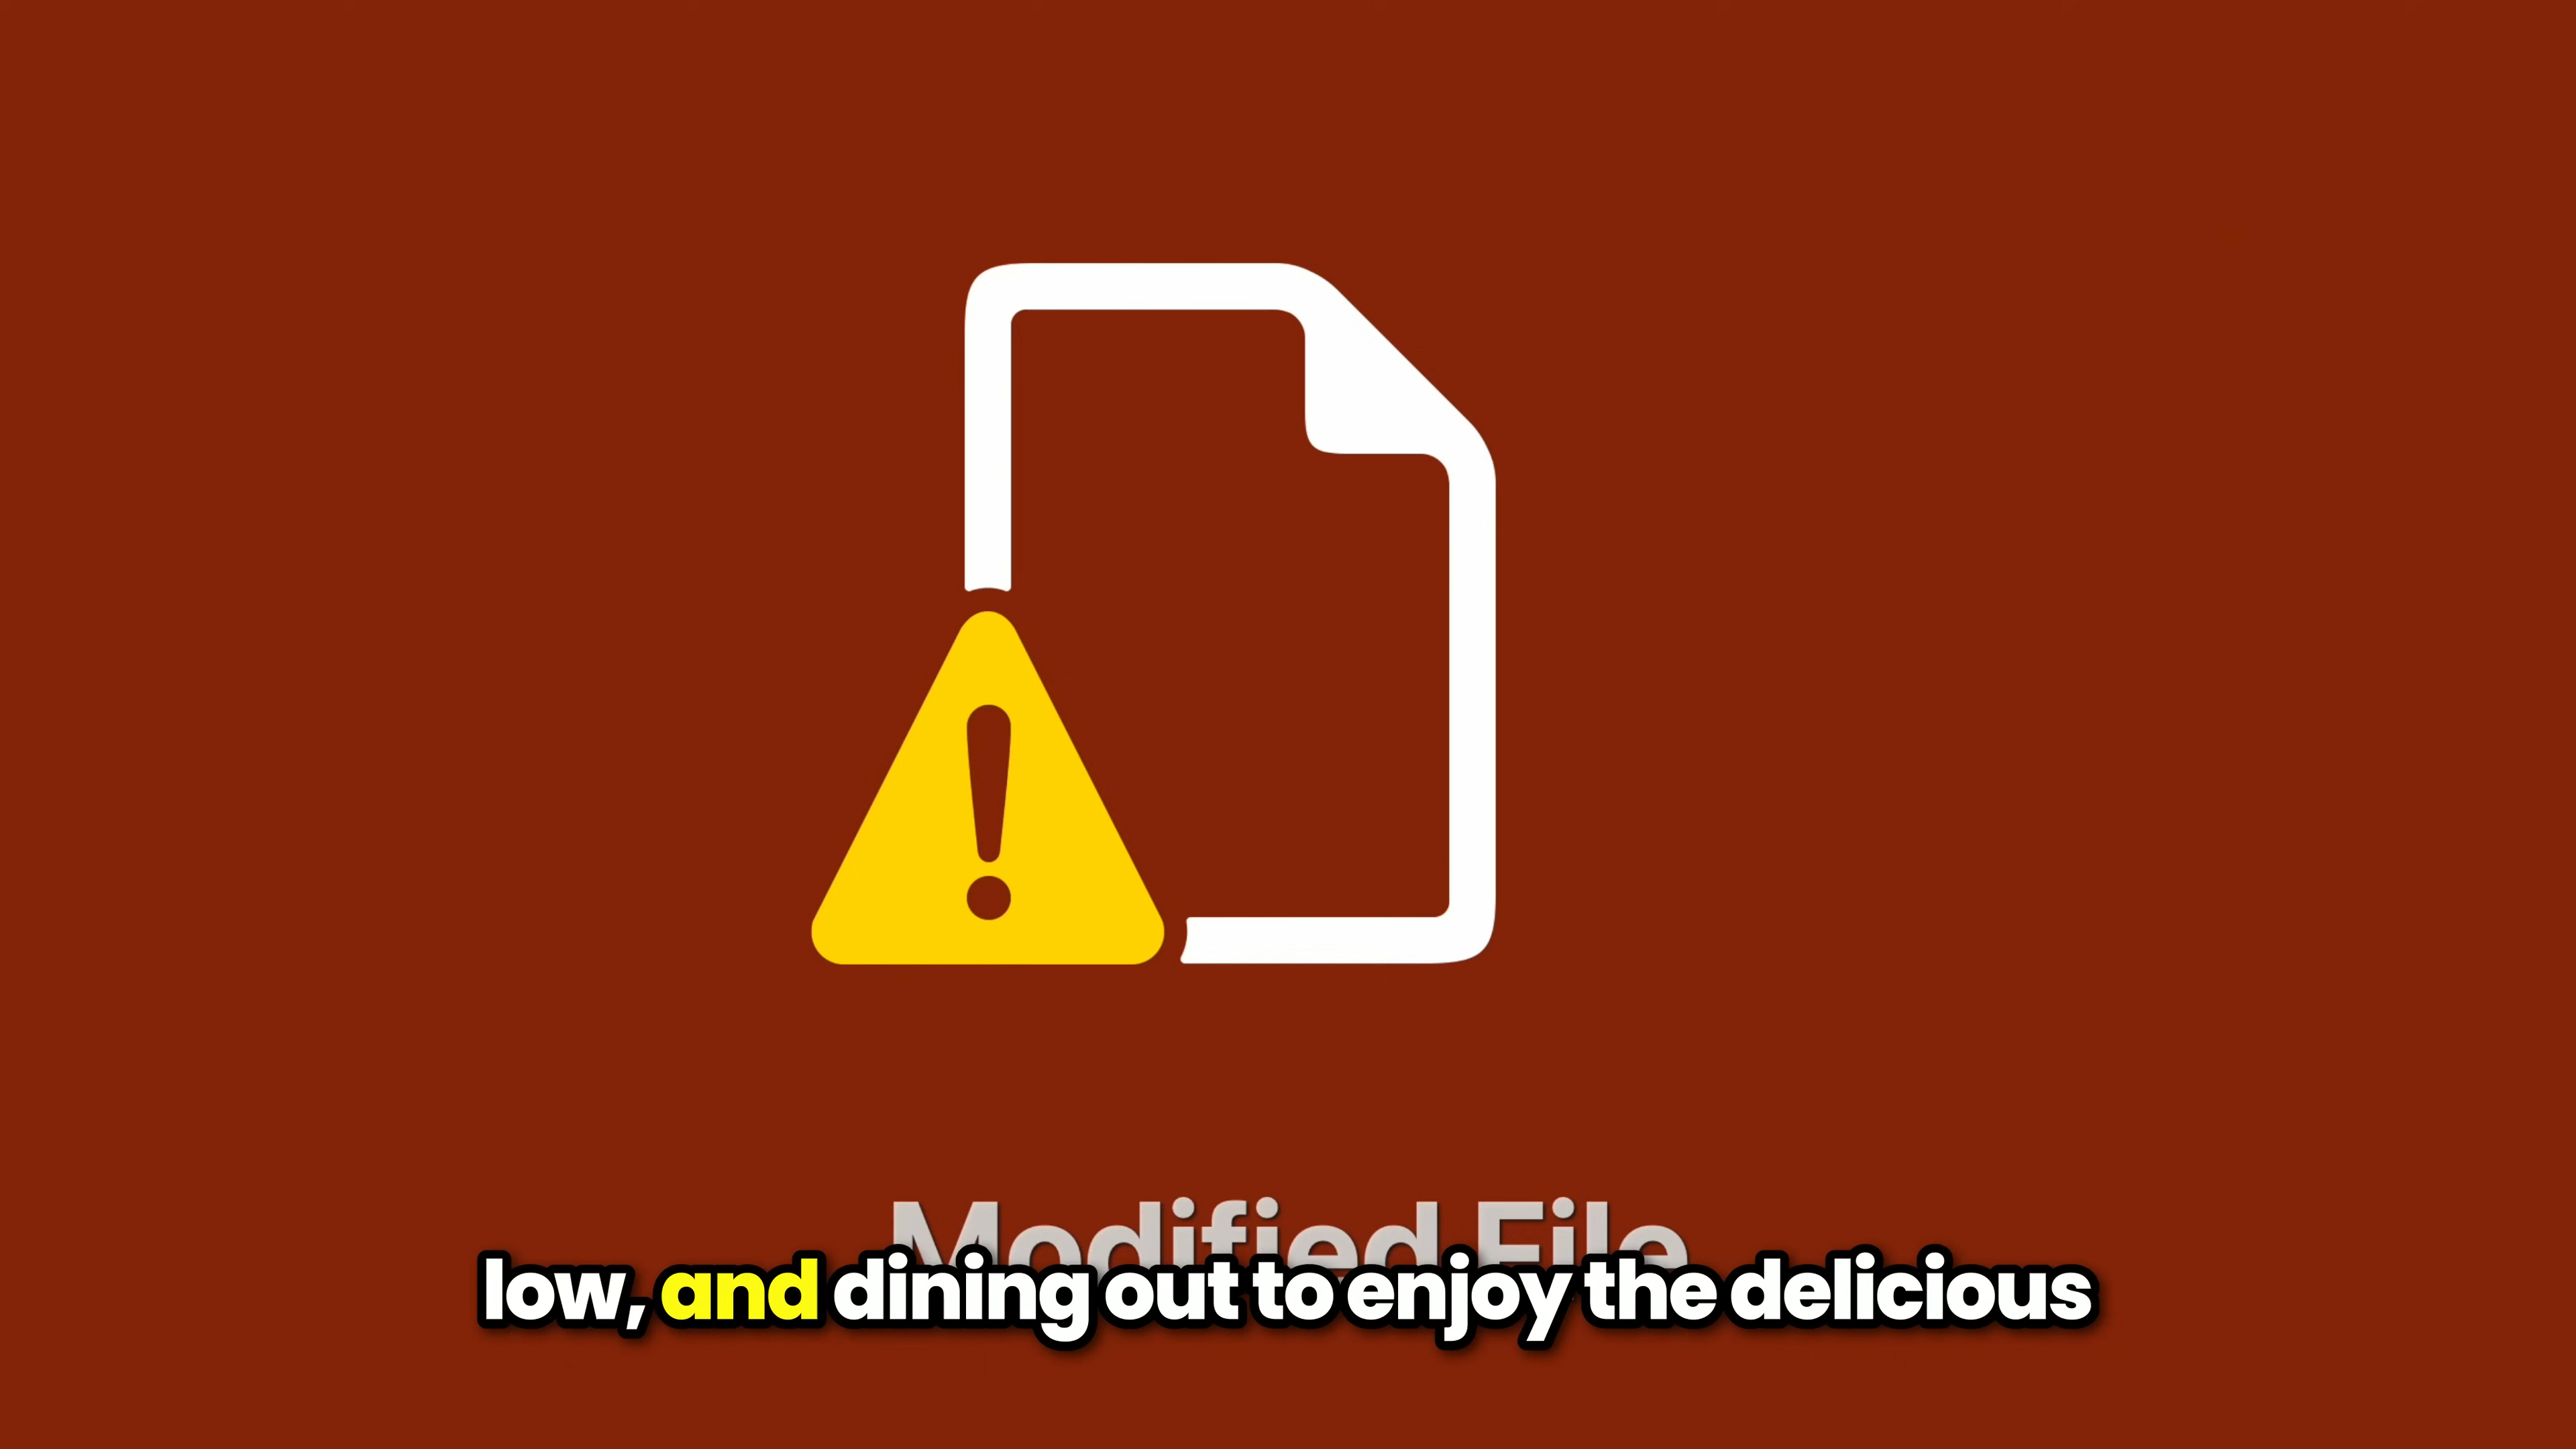 Modified File
low, and dining out to enjoy the delicious